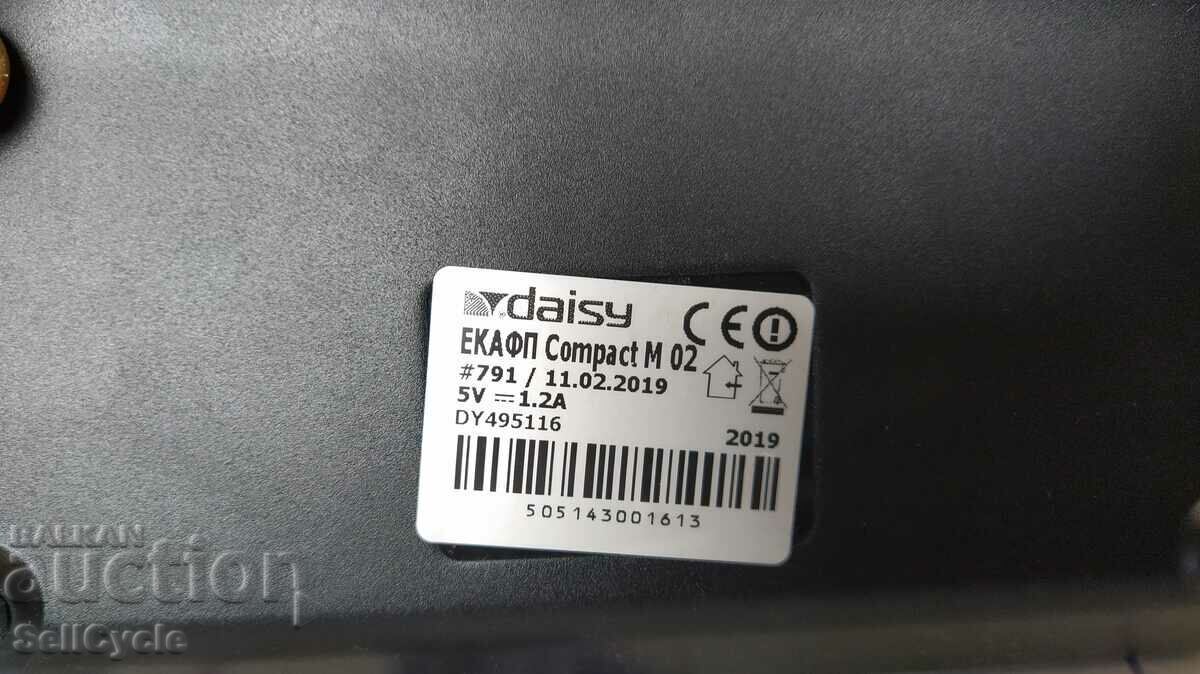 daisy
CE
ЕКАФП Compact M 02
#791 / 11.02.2019
5V ⎓ 1.2A
DY495116
2019
505143001613
BALKAN
auction
SellCycle